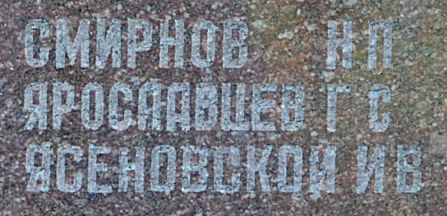 СМИРНОВ Н П
ЯРОСЛАВЦЕВ Г С
ЯСЕНОВСКОЙ И В